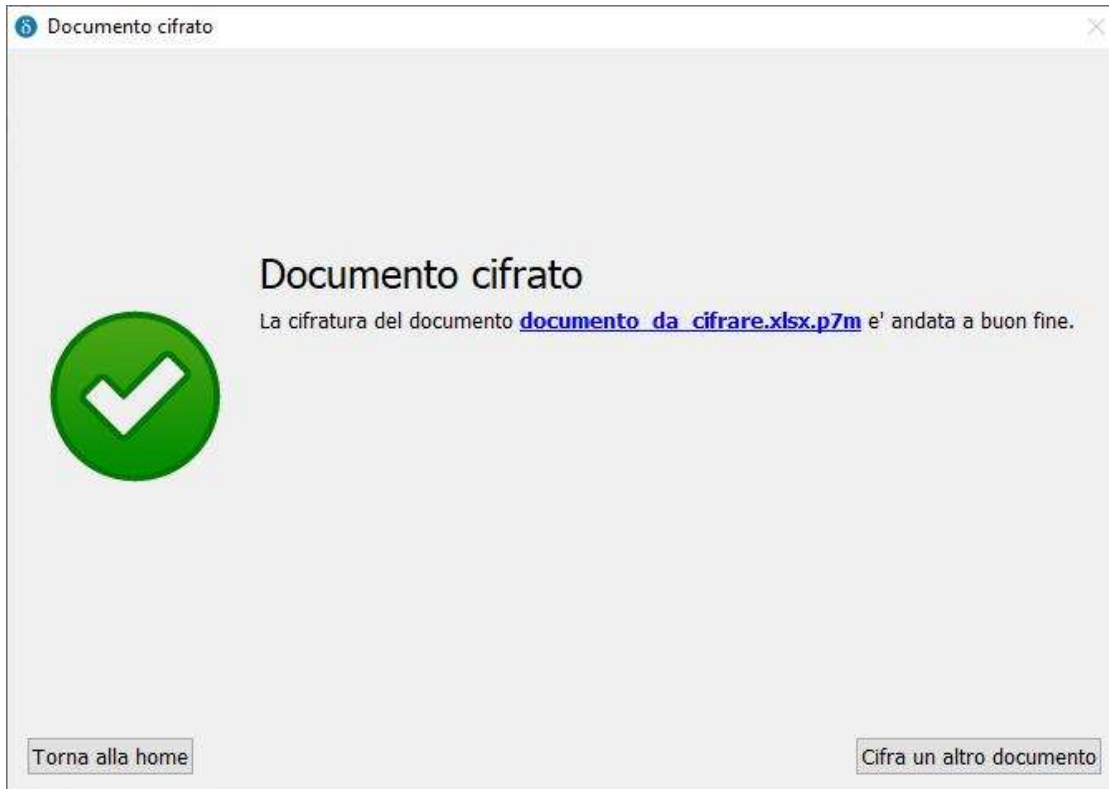 δ Documento cifrato
Documento cifrato
La cifratura del documento documento_da_cifrare.xlsx.p7m e' andata a buon fine.
Torna alla home
Cifra un altro documento